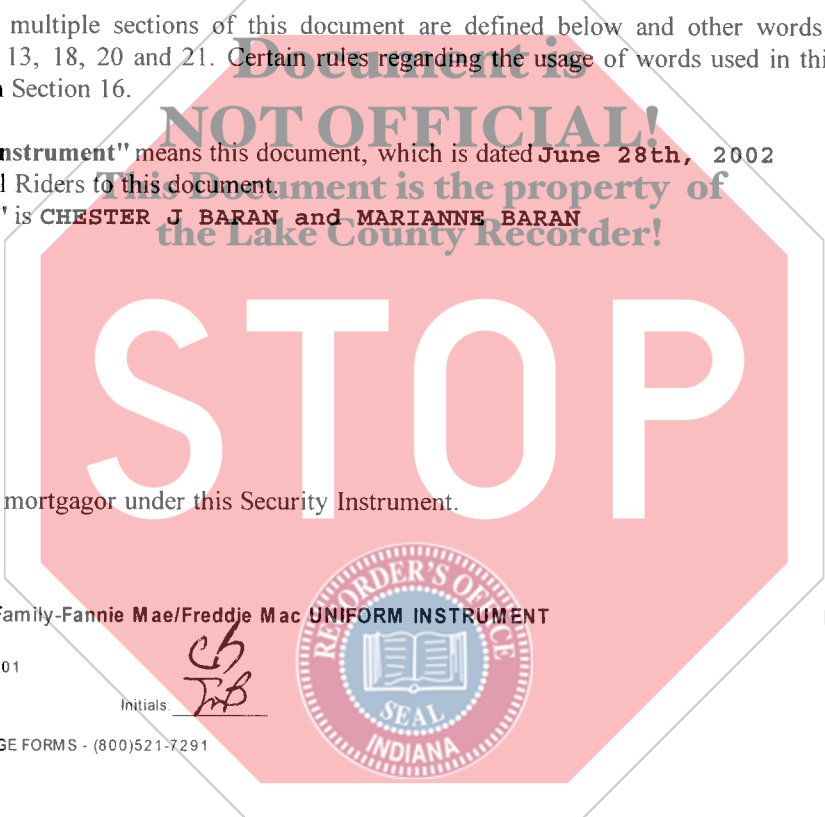 multiple sections of this document are defined below and other words
13, 18, 20 and 21. Certain rules regarding the usage of words used in thi
Section 16.
Document is
NOT OFFICIAL!
This Document is the property of
the Lake County Recorder!
nstrument" means this document, which is dated June 28th, 2002
l Riders to this document.
' is CHESTER J BARAN and MARIANNE BARAN
STOP
mortgagor under this Security Instrument.
Family-Fannie Mae/Freddie Mac UNIFORM INSTRUMENT
01
Initials:
GE FORMS - (800)521-7291
RECORDER'S OFFICE
SEAL
INDIANA